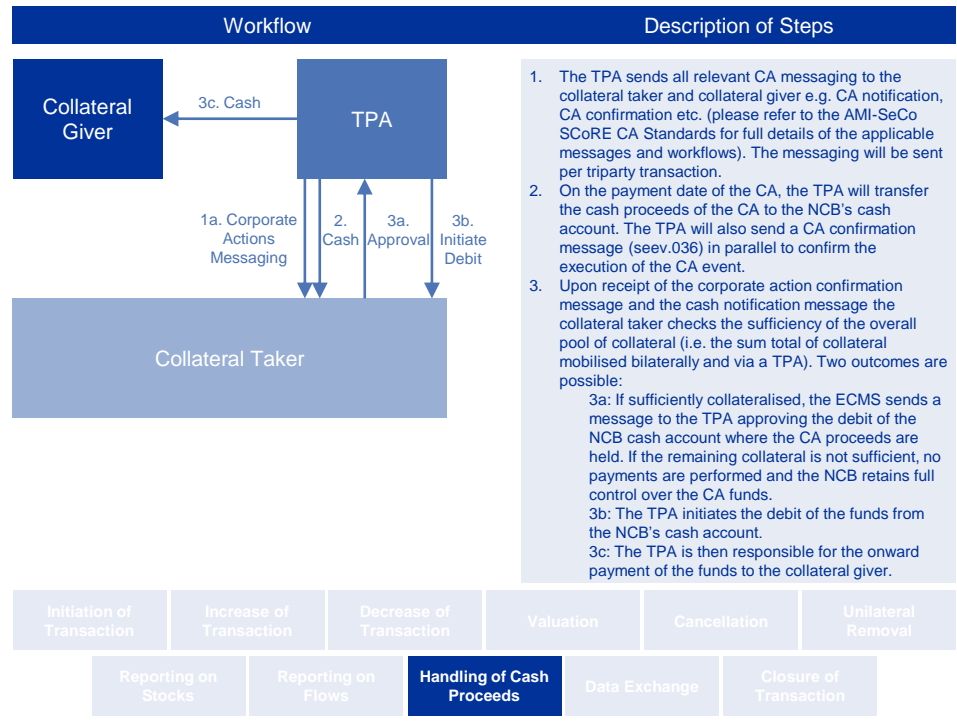 Workflow
Description of Steps
Collateral
Giver
3c. Cash
TPA
1a. Corporate
Actions
Messaging
2.
Cash
3a.
Approval
3b.
Initiate
Debit
Collateral Taker
1. The TPA sends all relevant CA messaging to the
collateral taker and collateral giver e.g. CA notification,
CA confirmation etc. (please refer to the AMI-SeCo
SCoRE CA Standards for full details of the applicable
messages and workflows). The messaging will be sent
per triparty transaction.
2. On the payment date of the CA, the TPA will transfer
the cash proceeds of the CA to the NCB's cash
account. The TPA will also send a CA confirmation
message (seev.036) in parallel to confirm the
execution of the CA event.
3. Upon receipt of the corporate action confirmation
message and the cash notification message the
collateral taker checks the sufficiency of the overall
pool of collateral (i.e. the sum total of collateral
mobilised bilaterally and via a TPA). Two outcomes are
possible:
3a: If sufficiently collateralised, the ECMS sends a
message to the TPA approving the debit of the
NCB cash account where the CA proceeds are
held. If the remaining collateral is not sufficient, no
payments are performed and the NCB retains full
control over the CA funds.
3b: The TPA initiates the debit of the funds from
the NCB's cash account.
3c: The TPA is then responsible for the onward
payment of the funds to the collateral giver.
Initiation of
Transaction
Increase of
Transaction
Decrease of
Transaction
Valuation
Cancellation
Unilateral
Removal
Reporting on
Stocks
Reporting on
Flows
Handling of Cash
Proceeds
Data Exchange
Closure of
Transaction